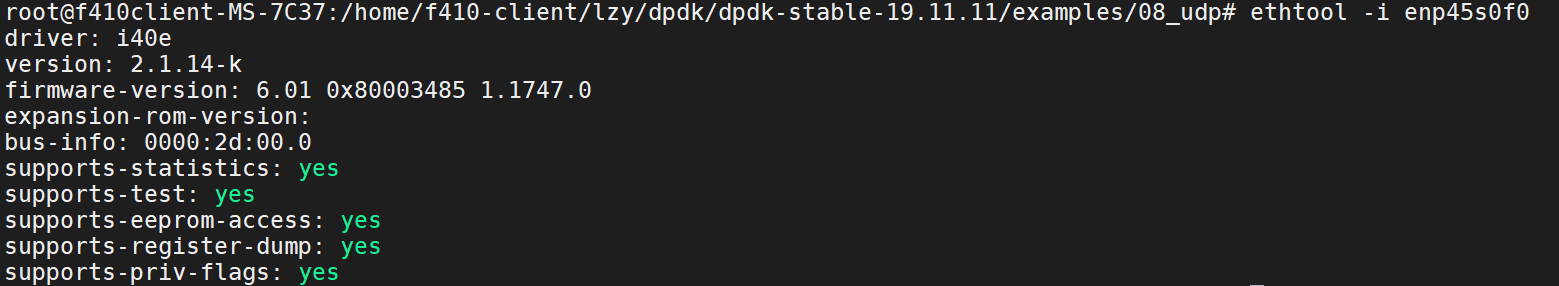 root@f410client-MS-7C37:/home/f410-client/lzy/dpdk/dpdk-stable-19.11.11/examples/08_udp# ethtool -i enp45s0f0
driver: i40e
version: 2.1.14-k
firmware-version: 6.01 0x80003485 1.1747.0
expansion-rom-version:
bus-info: 0000:2d:00.0
supports-statistics: yes
supports-test: yes
supports-eeprom-access: yes
supports-register-dump: yes
supports-priv-flags: yes